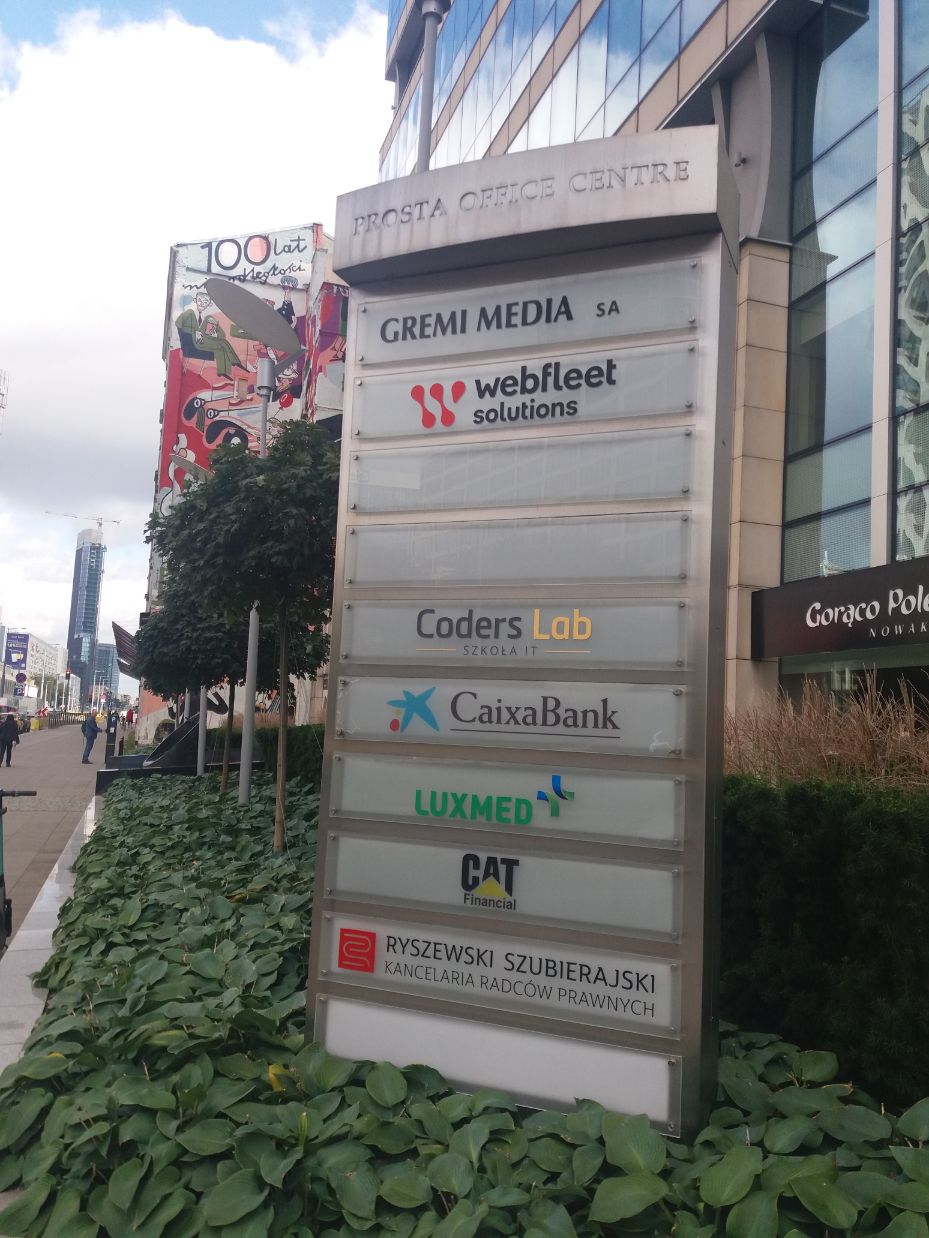 PROSTA OFFICE CENTRE
100 lat
niepodległości
GREMI MEDIA SA
webfleet
solutions
Coders Lab
SZKOŁA IT
CaixaBank
LUXMED
CAT
Financial
RYSZEWSKI SZUBIERAJSKI
KANCELARIA RADCÓW PRAWNYCH
Gorąco Pole
NOWAK